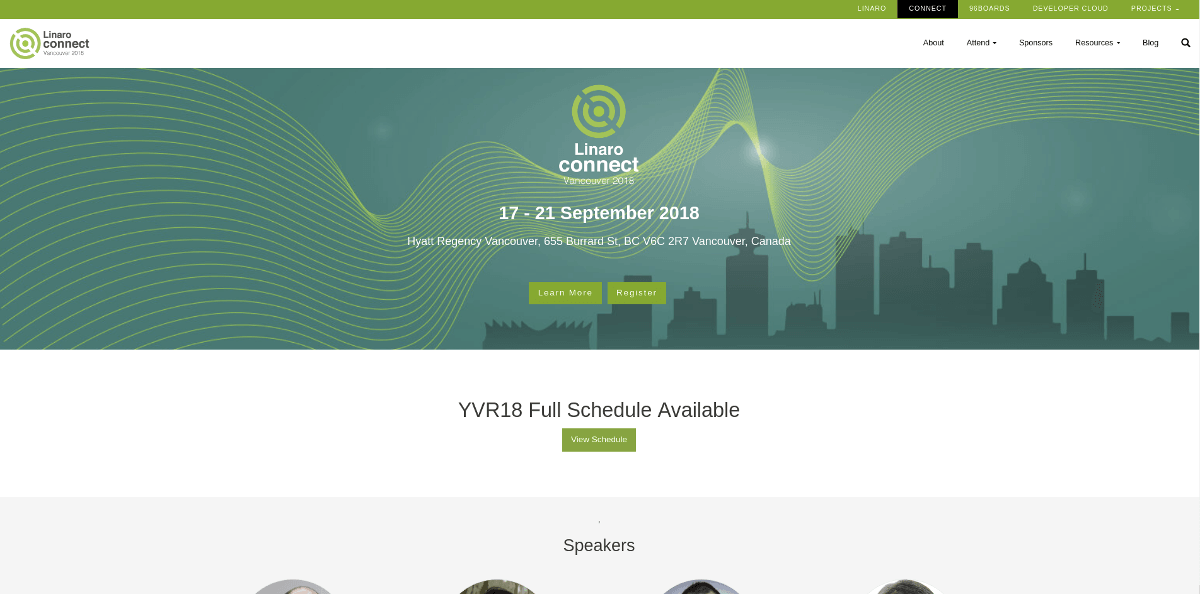 LINARO CONNECT 96BOARDS DEVELOPER CLOUD PROJECTS
Linaro
connect
Vancouver 2018
About Attend Sponsors Resources Blog
Linaro
connect
Vancouver 2018
17 - 21 September 2018
Hyatt Regency Vancouver, 655 Burrard St, BC V6C 2R7 Vancouver, Canada
Learn More Register
YVR18 Full Schedule Available
View Schedule
Speakers